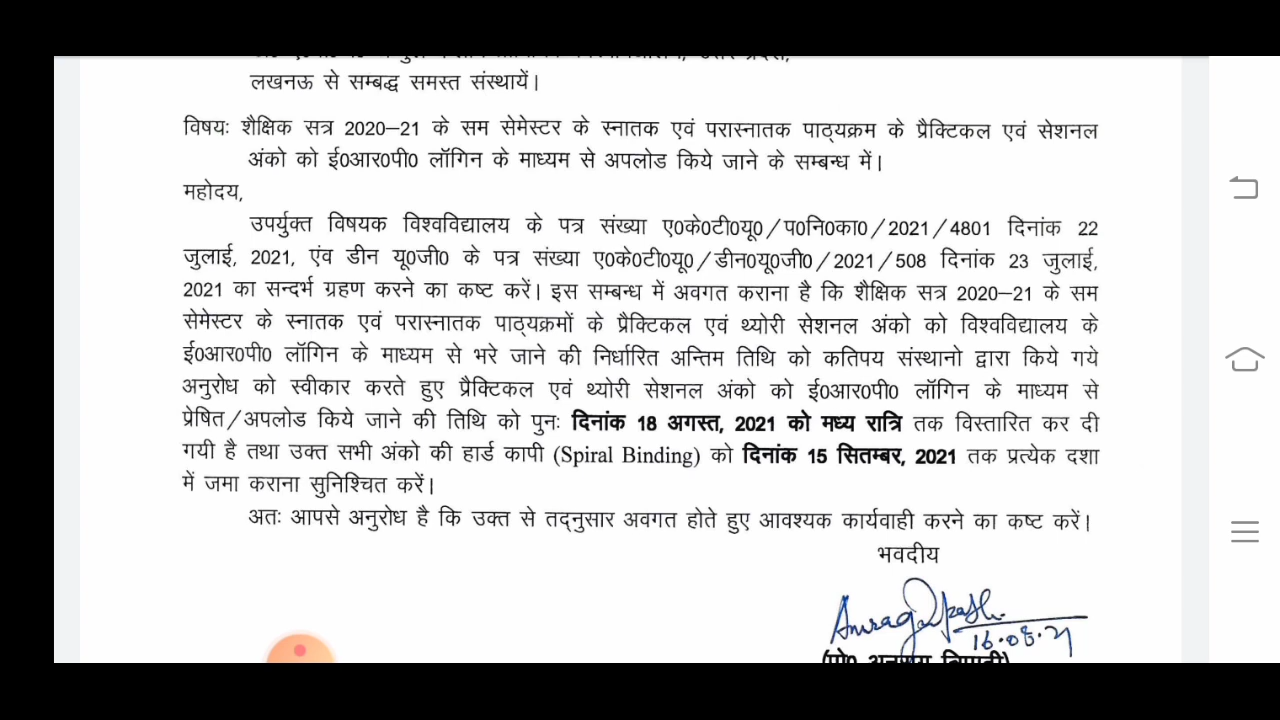 लखनऊ से सम्बद्ध समस्त संस्थायें।
विषयः शैक्षिक सत्र 2020–21 के सम सेमेस्टर के स्नातक एवं परास्नातक पाठ्यक्रम के प्रैक्टिकल एवं सेशनल
अंको को ई0आर0पी0 लॉगिन के माध्यम से अपलोड किये जाने के सम्बन्ध में।
महोदय,
उपर्युक्त विषयक विश्वविद्यालय के पत्र संख्या ए0के0टी0यू0/प0नि0का0/2021/4801 दिनांक 22
जुलाई, 2021, एंव डीन यू0जी0 के पत्र संख्या ए0के0टी0यू0/डीन0यू0जी0/2021/508 दिनांक 23 जुलाई,
2021 का सन्दर्भ ग्रहण करने का कष्ट करें। इस सम्बन्ध में अवगत कराना है कि शैक्षिक सत्र 2020–21 के सम
सेमेस्टर के स्नातक एवं परास्नातक पाठ्यक्रमों के प्रैक्टिकल एवं थ्योरी सेशनल अंको को विश्वविद्यालय के
ई0आर0पी0 लॉगिन के माध्यम से भरे जाने की निर्धारित अन्तिम तिथि को कतिपय संस्थानो द्वारा किये गये
अनुरोध को स्वीकार करते हुए प्रैक्टिकल एवं थ्योरी सेशनल अंको को ई0आर0पी0 लॉगिन के माध्यम से
प्रेषित/अपलोड किये जाने की तिथि को पुनः दिनांक 18 अगस्त, 2021 को मध्य रात्रि तक विस्तारित कर दी
गयी है तथा उक्त सभी अंको की हार्ड कापी (Spiral Binding) को दिनांक 15 सितम्बर, 2021 तक प्रत्येक दशा
में जमा कराना सुनिश्चित करें।
अतः आपसे अनुरोध है कि उक्त से तद्नुसार अवगत होते हुए आवश्यक कार्यवाही करने का कष्ट करें।
भवदीय
16.08.21